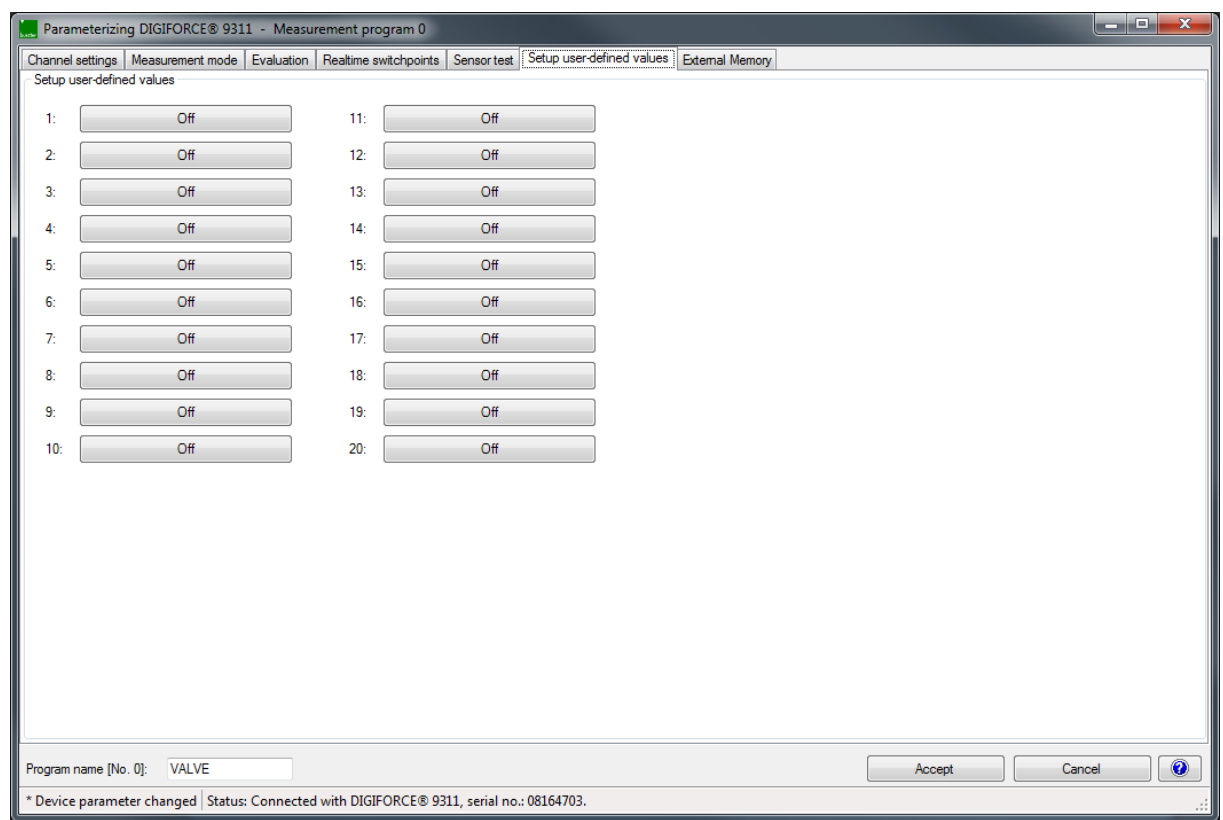 Parameterizing DIGIFORCE® 9311 - Measurement program 0
Channel settings Measurement mode Evaluation Realtime switchpoints Sensor test Setup user-defined values External Memory
Setup user-defined values
1: Off 11: Off
2: Off 12: Off
3: Off 13: Off
4: Off 14: Off
5: Off 15: Off
6: Off 16: Off
7: Off 17: Off
8: Off 18: Off
9: Off 19: Off
10: Off 20: Off
Program name [No. 0]: VALVE Accept Cancel ?
* Device parameter changed Status: Connected with DIGIFORCE® 9311, serial no.: 08164703.